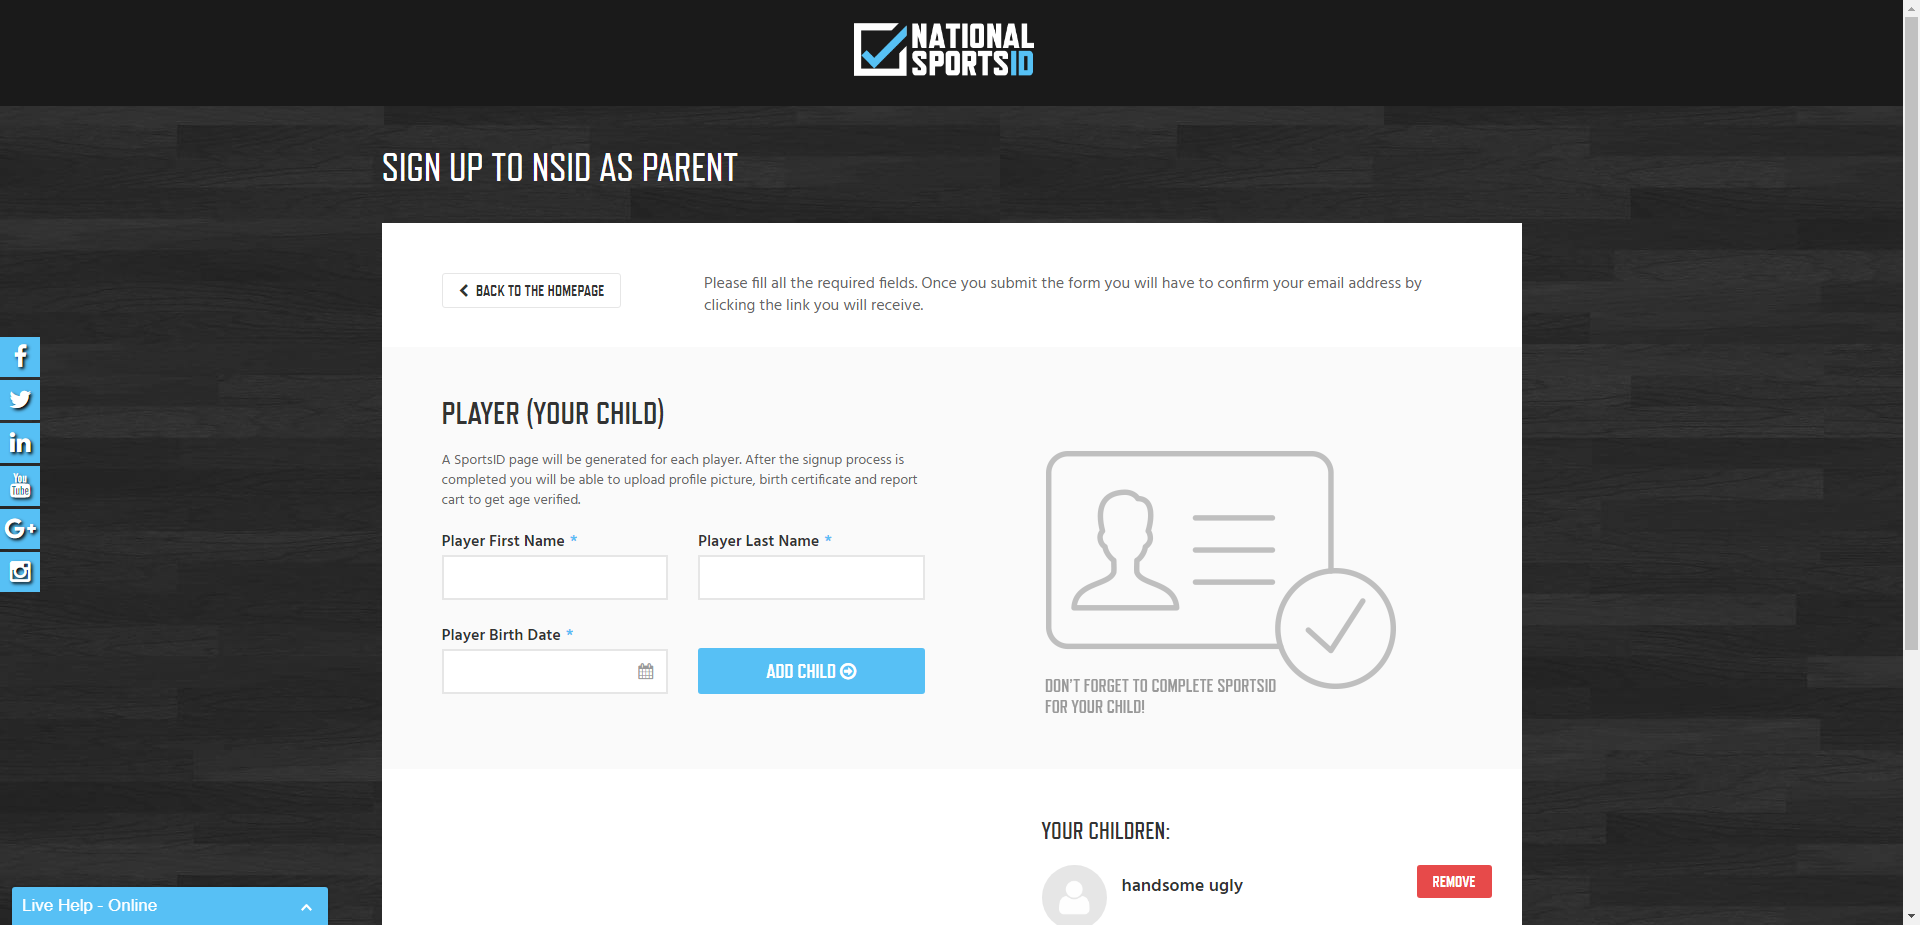 NATIONAL
SPORTSID
SIGN UP TO NSID AS PARENT
BACK TO THE HOMEPAGE
Please fill all the required fields. Once you submit the form you will have to confirm your email address by
clicking the link you will receive.
PLAYER (YOUR CHILD)
A SportsID page will be generated for each player. After the signup process is
completed you will be able to upload profile picture, birth certificate and report
cart to get age verified.
Player First Name *
Player Last Name *
Player Birth Date *
ADD CHILD
DON'T FORGET TO COMPLETE SPORTSID
FOR YOUR CHILD!
YOUR CHILDREN:
handsome ugly
REMOVE
f
in
You
Tube
G+
Live Help - Online